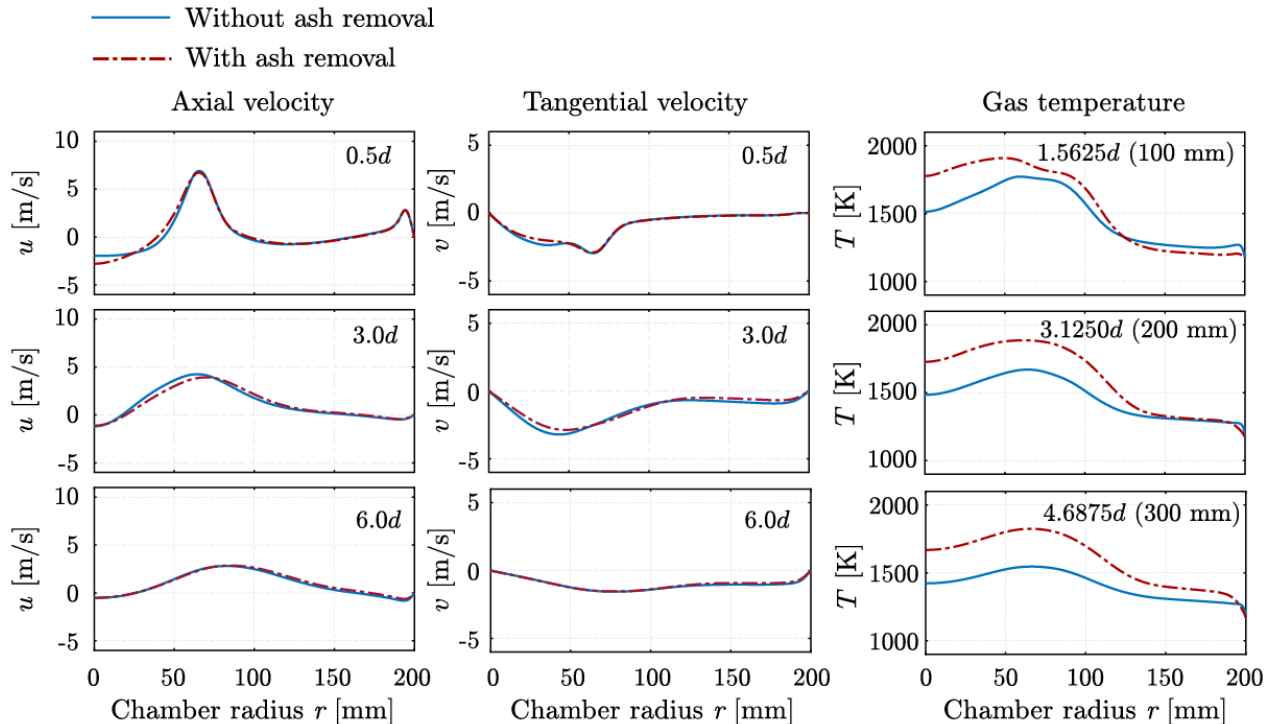 Without ash removal
With ash removal
Axial velocity
Tangential velocity
Gas temperature
u [m/s]
10
5
0
-5
0.5d
v [m/s]
5
0
-5
0.5d
T [K]
2000
1500
1000
1.5625d (100 mm)
u [m/s]
10
5
0
-5
3.0d
v [m/s]
5
0
-5
3.0d
T [K]
2000
1500
1000
3.1250d (200 mm)
u [m/s]
10
5
0
-5
6.0d
v [m/s]
5
0
-5
6.0d
T [K]
2000
1500
1000
4.6875d (300 mm)
0 50 100 150 200
0 50 100 150 200
0 50 100 150 200
Chamber radius r [mm]
Chamber radius r [mm]
Chamber radius r [mm]